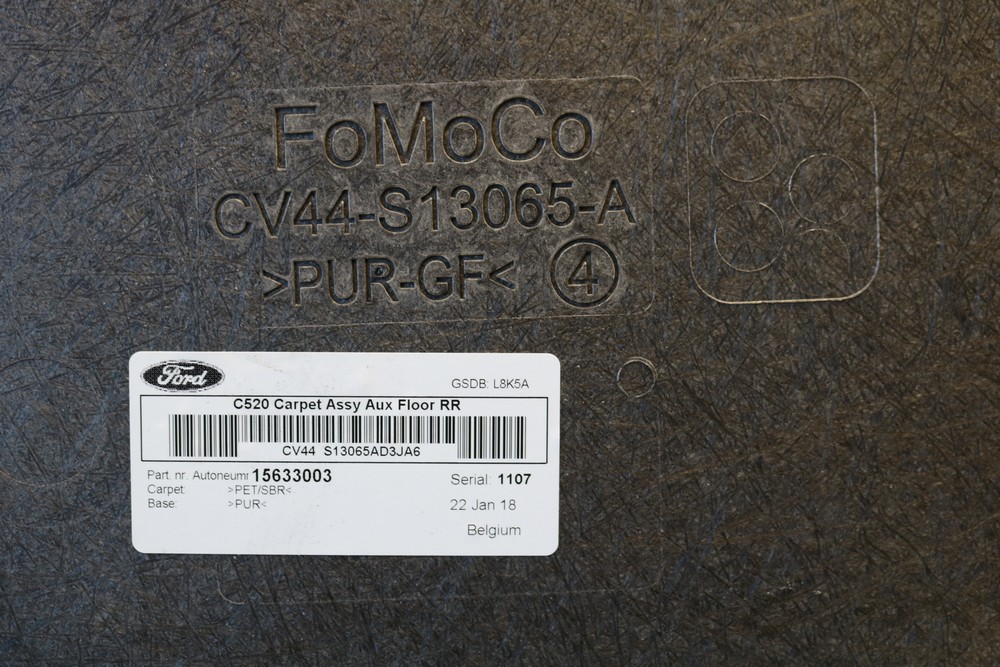 FoMoCo
CV44-S13065-A
>PUR-GF< 4
Ford
GSDB: L8K5A
C520 Carpet Assy Aux Floor RR
CV44 S13065AD3JA6
Part. nr. Autoneumr 15633003
Serial: 1107
Carpet: >PET/SBR<
Base: >PUR<
22 Jan 18
Belgium